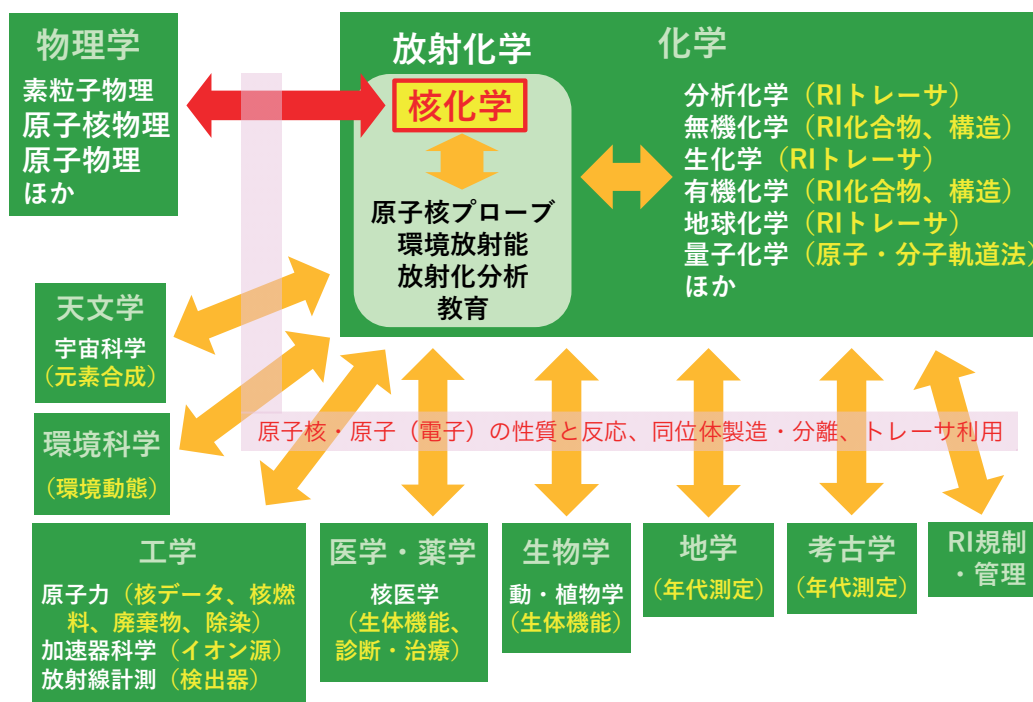 物理学
素粒子物理
原子核物理
原子物理
ほか
放射化学
核化学
原子核プローブ
環境放射能
放射化分析
教育
化学
分析化学（RIトレーサ）
無機化学（RI化合物、構造）
生化学（RIトレーサ）
有機化学（RI化合物、構造）
地球化学（RIトレーサ）
量子化学（原子・分子軌道法）
ほか
天文学
宇宙科学
（元素合成）
環境科学
（環境動態）
原子核・原子（電子）の性質と反応、同位体製造・分離、トレーサ利用
工学
原子力（核データ、核燃
料、廃棄物、除染）
加速器科学（イオン源）
放射線計測（検出器）
医学・薬学
核医学
（生体機能、
診断・治療）
生物学
動・植物学
（生体機能）
地学
（年代測定）
考古学
（年代測定）
RI規制
・管理